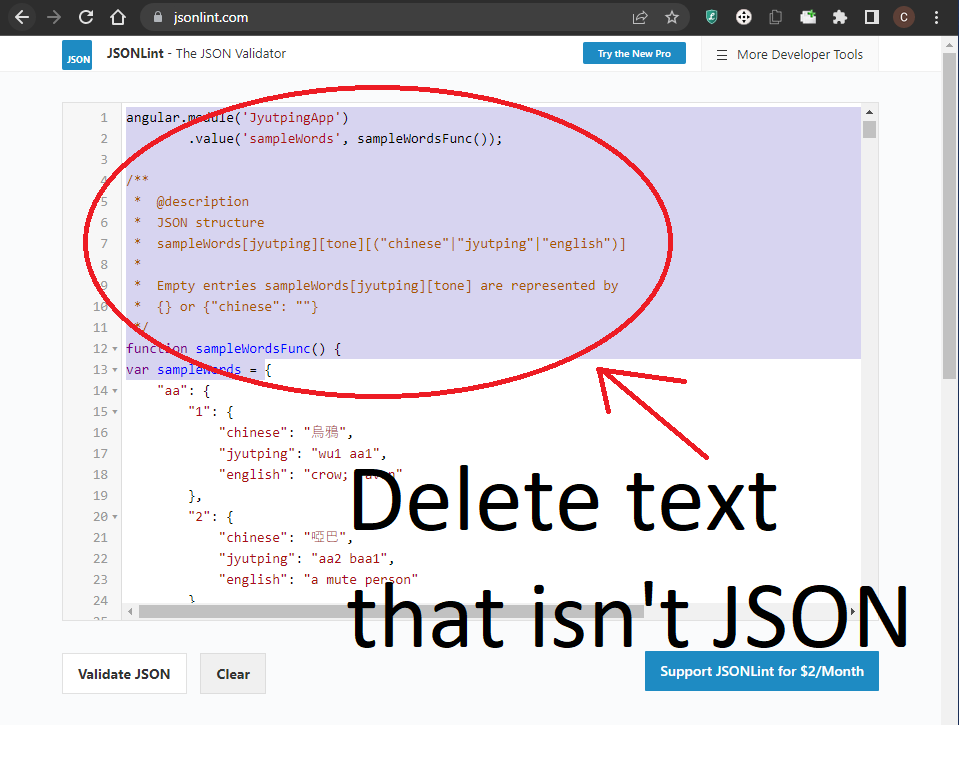 jsonlint.com
C
JSON
JSONLint - The JSON Validator
Try the New Pro
More Developer Tools
1 angular.module('JyutpingApp')
2 .value('sampleWords', sampleWordsFunc());
3
4 /**
5 * @description
6 * JSON structure
7 * sampleWords[jyutping][tone][("chinese"|"jyutping"|"english")]
8 *
9 * Empty entries sampleWords[jyutping][tone] are represented by
10 * {} or {"chinese": ""}
11 */
12 function sampleWordsFunc() {
13 var sampleWords = {
14 "aa": {
15 "1": {
16 "chinese": "烏鴉",
17 "jyutping": "wu1 aa1",
18 "english": "crow; raven"
19 },
20 "2": {
21 "chinese": "啞巴",
22 "jyutping": "aa2 baa1",
23 "english": "a mute person"
24 }
Delete text
that isn't JSON
Validate JSON
Clear
Support JSONLint for $2/Month